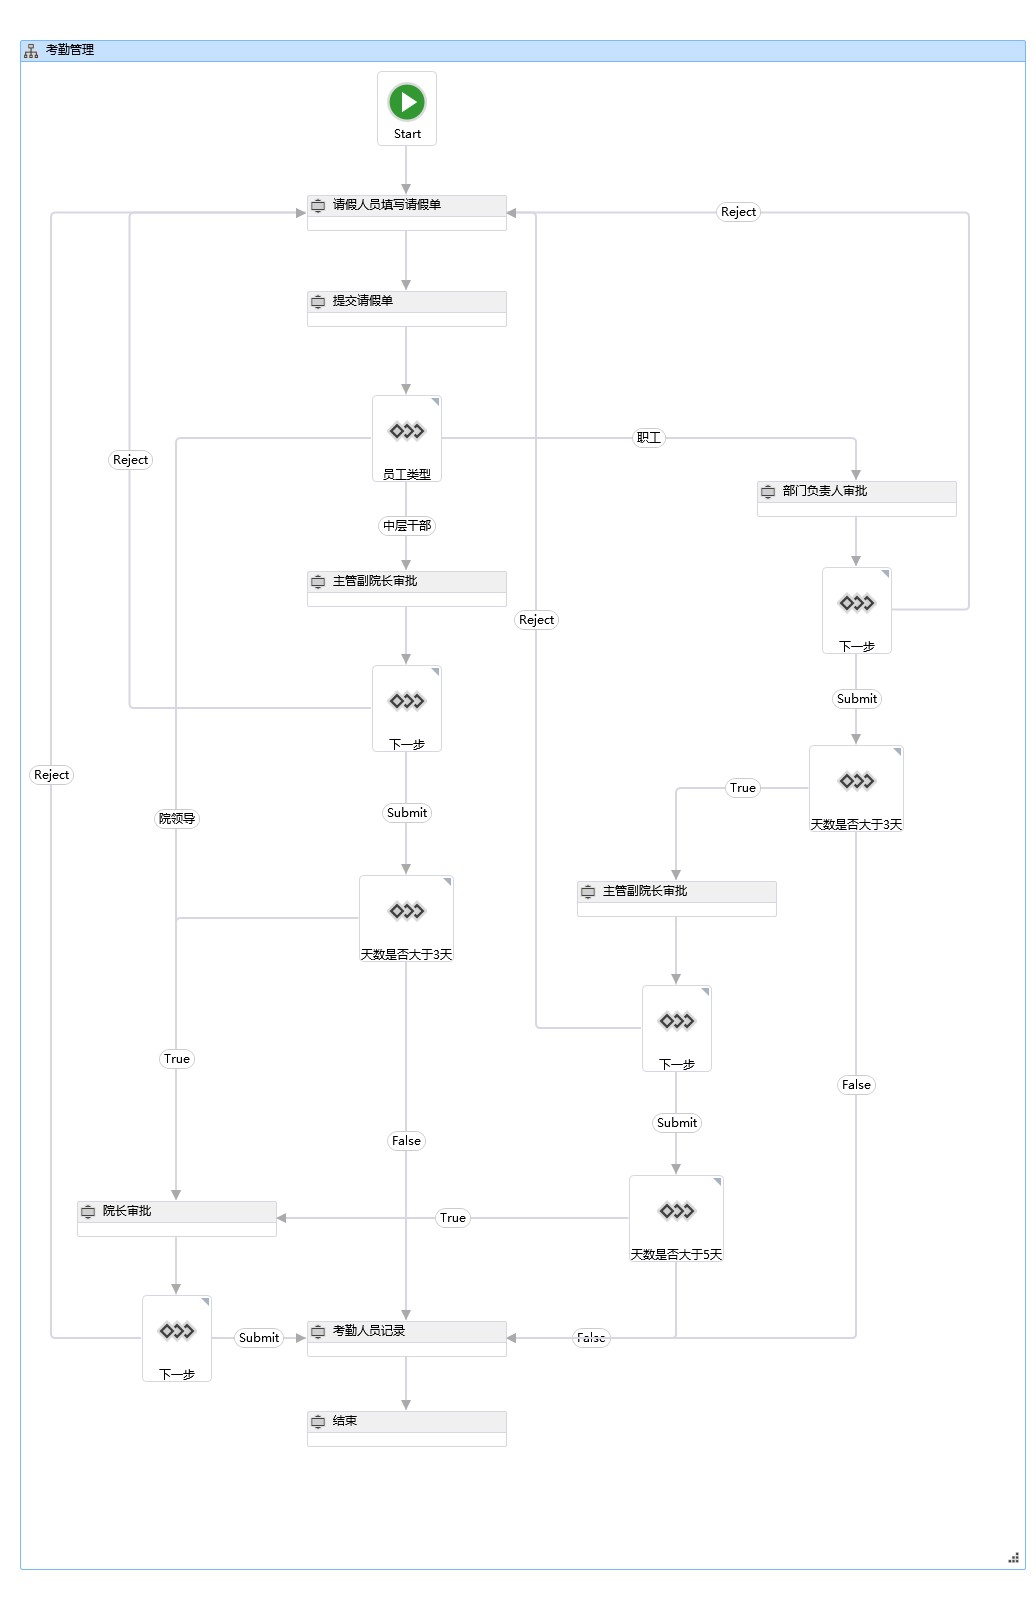 考勤管理
Start
请假人员填写请假单
Reject
提交请假单
职工
Reject
员工类型
部门负责人审批
中层干部
主管副院长审批
Reject
下一步
Submit
下一步
Reject
True
Submit
院领导
天数是否大于3天
主管副院长审批
天数是否大于3天
下一步
True
False
Submit
False
院长审批
True
天数是否大于5天
考勤人员记录
Submit
False
下一步
结束